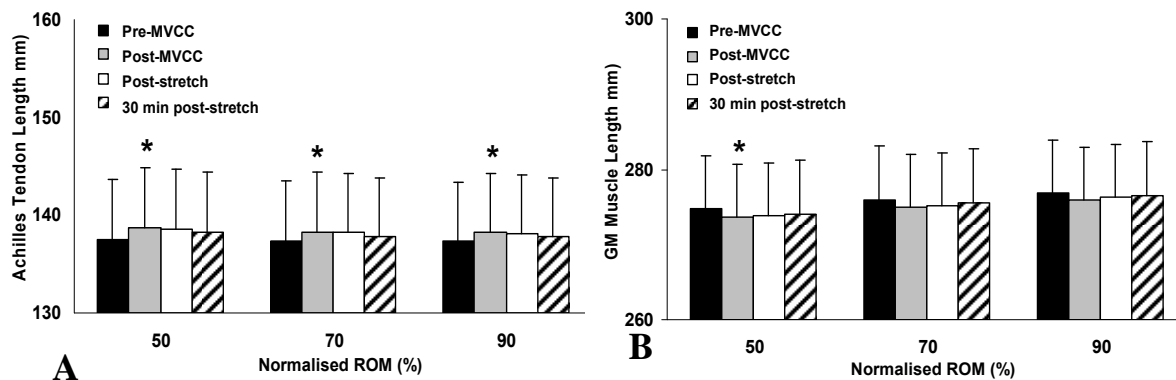 160
150
140
130
Achilles Tendon Length mm)
Pre-MVCC
Post-MVCC
Post-stretch
30 min post-stretch
*
*
*
50
70
90
Normalised ROM (%)
A
300
280
260
GM Muscle Length mm)
Pre-MVCC
Post-MVCC
Post-stretch
30 min post-stretch
*
50
70
90
Normalised ROM (%)
B